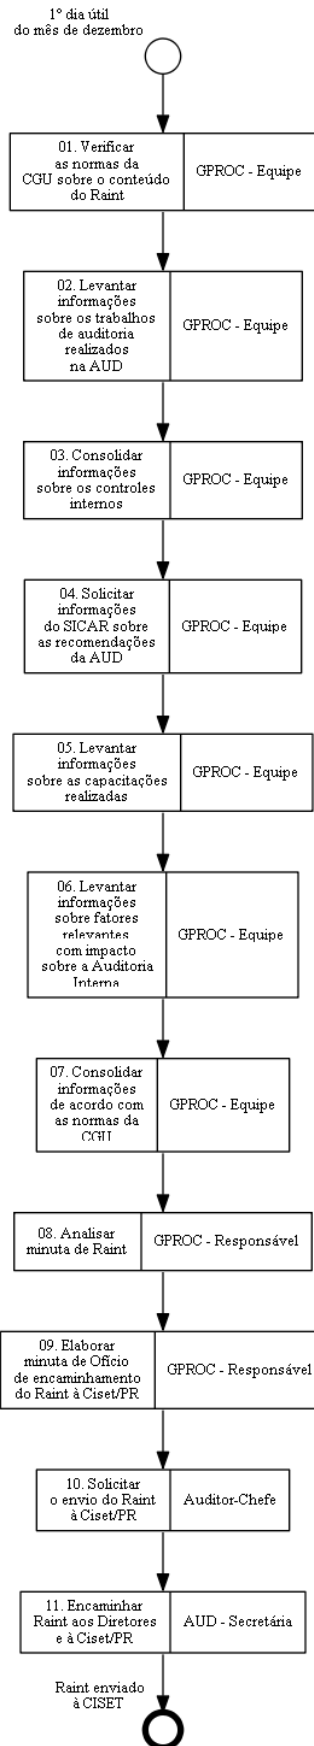 1º dia útil
do mês de dezembro
01. Verificar
as normas da
CGU sobre o conteúdo
do Raint
GPROC - Equipe
02. Levantar
informações
sobre os trabalhos
de auditoria
realizados
na AUD
GPROC - Equipe
03. Consolidar
informações
sobre os controles
internos
GPROC - Equipe
04. Solicitar
informações
do SICAR sobre
as recomendações
da AUD
GPROC - Equipe
05. Levantar
informações
sobre as capacitações
realizadas
GPROC - Equipe
06. Levantar
informações
sobre fatores
relevantes
com impacto
sobre a Auditoria
Interna
GPROC - Equipe
07. Consolidar
informações
de acordo com
as normas da
CGU
GPROC - Equipe
08. Analisar
minuta de Raint
GPROC - Responsável
09. Elaborar
minuta de Ofício
de encaminhamento
do Raint à Ciset/PR
GPROC - Responsável
10. Solicitar
o envio do Raint
à Ciset/PR
Auditor-Chefe
11. Encaminhar
Raint aos Diretores
e à Ciset/PR
AUD - Secretária
Raint enviado
à CISET